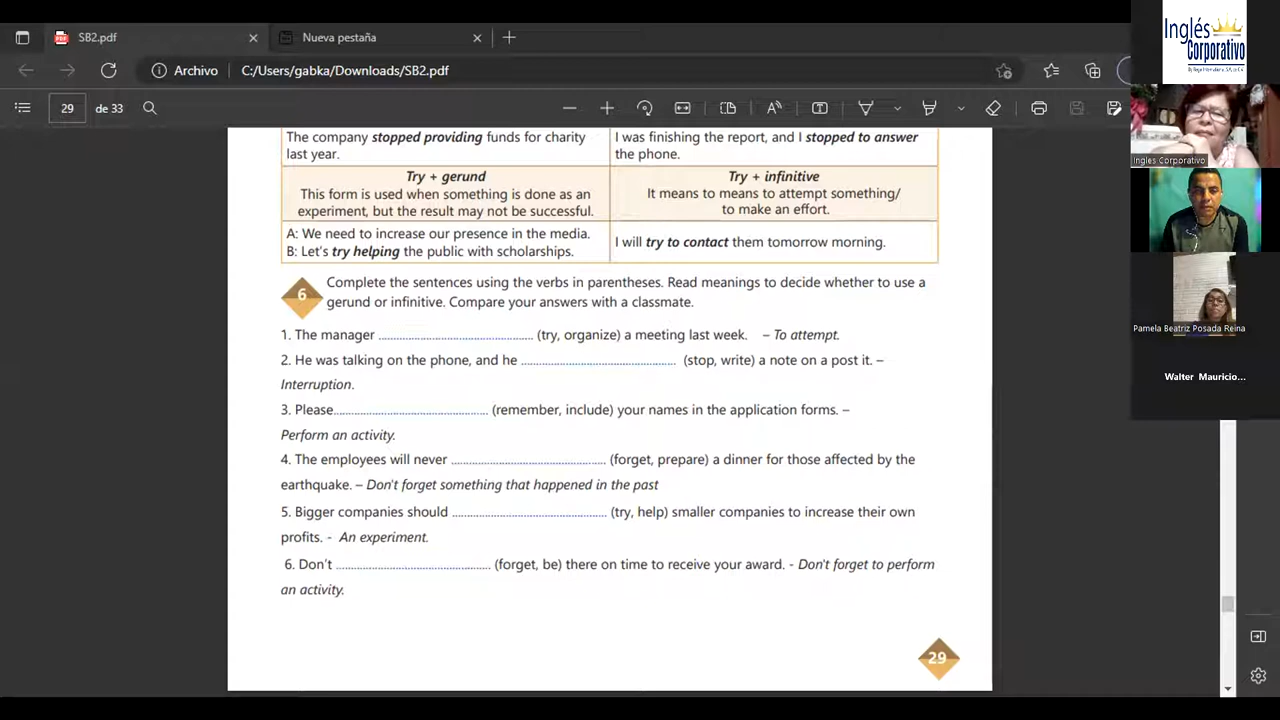 SB2.pdf
Nueva pestaña
Archivo
C:/Users/gabka/Downloads/SB2.pdf
29
de 33
Inglés
Corporativo
Ingles Corporativo
Pamela Beatriz Posada Reina
Walter Mauricio...
The company stopped providing funds for charity
last year.
I was finishing the report, and I stopped to answer
the phone.
Try + gerund
This form is used when something is done as an
experiment, but the result may not be successful.
Try + infinitive
It means to means to attempt something/
to make an effort.
A: We need to increase our presence in the media.
B: Let's try helping the public with scholarships.
I will try to contact them tomorrow morning.
6
Complete the sentences using the verbs in parentheses. Read meanings to decide whether to use a
gerund or infinitive. Compare your answers with a classmate.
1. The manager .................................................... (try, organize) a meeting last week. – To attempt.
2. He was talking on the phone, and he .................................................... (stop, write) a note on a post it. –
Interruption.
3. Please.................................................... (remember, include) your names in the application forms. –
Perform an activity.
4. The employees will never .................................................... (forget, prepare) a dinner for those affected by the
earthquake. – Don't forget something that happened in the past
5. Bigger companies should .................................................... (try, help) smaller companies to increase their own
profits. - An experiment.
6. Don't .................................................... (forget, be) there on time to receive your award. - Don't forget to perform
an activity.
29